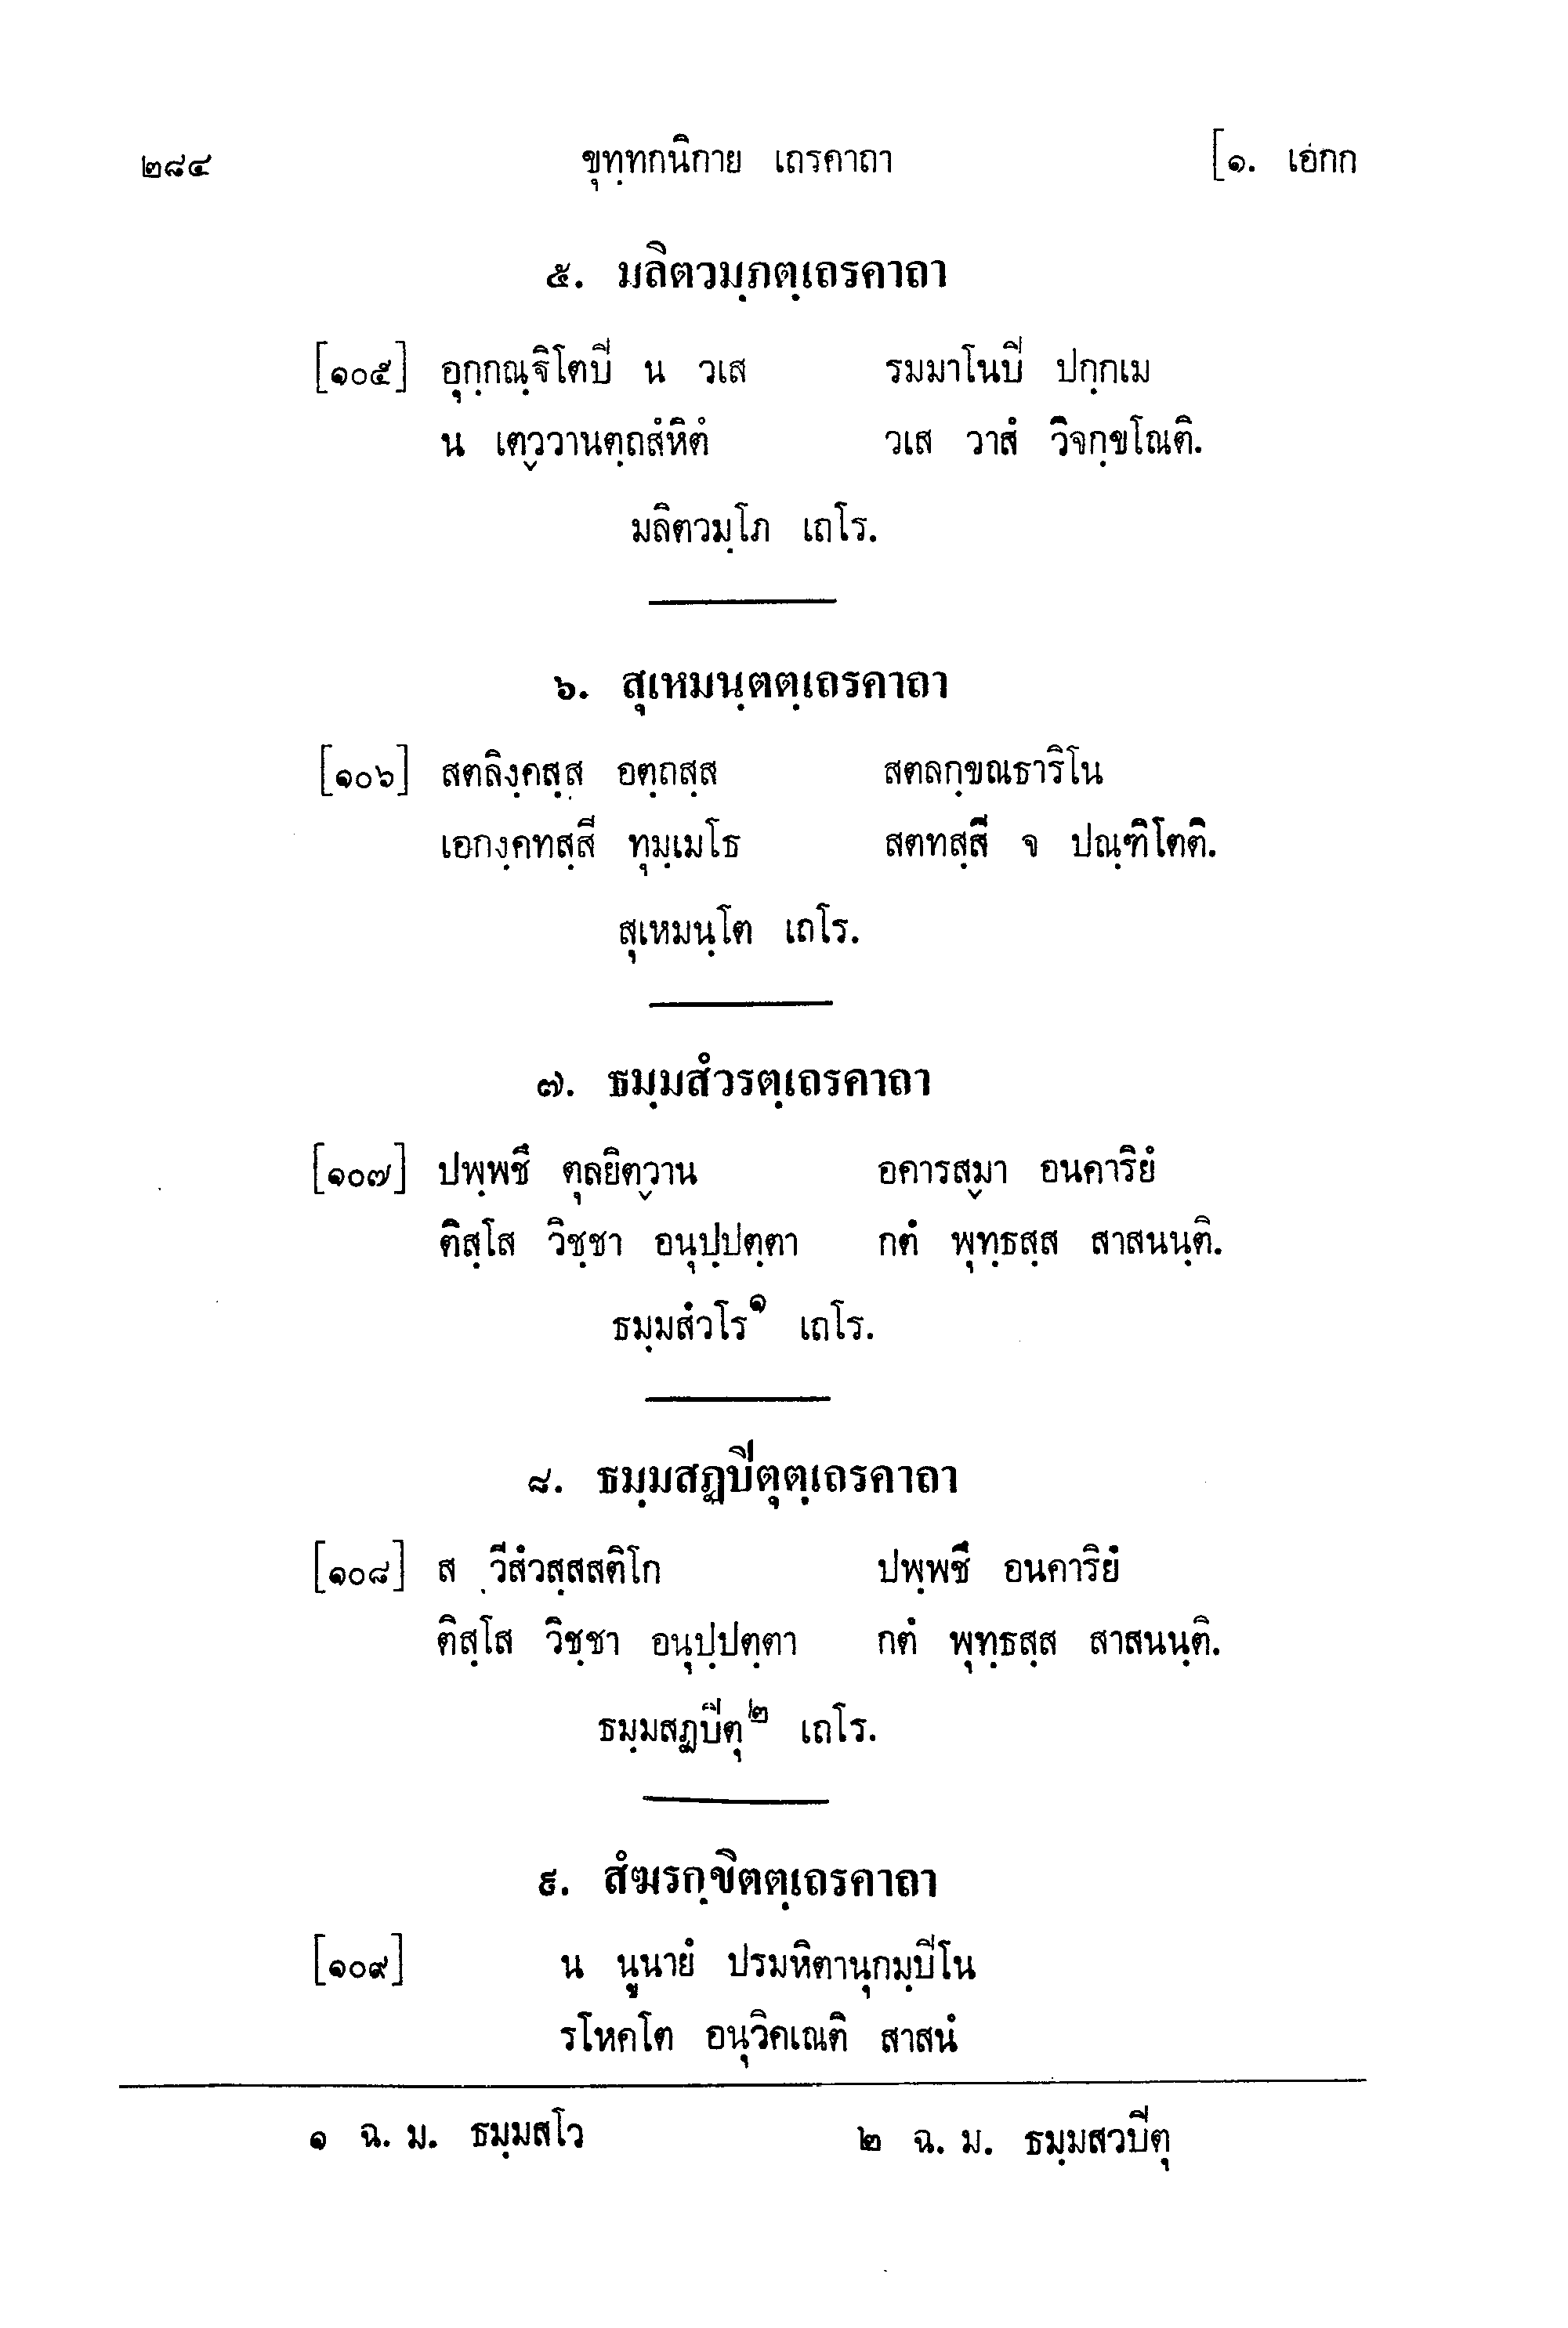 ๒๘๔ ขุทฺทกนิกาย เถรคาถา [๑. เอกก
๕. มลิตวมฺภตฺเถรคาถา
[๑๐๕] อุกฺกณฺฐิโตปิ น วเส รมมาโนปิ ปกฺกเม
น เตฺววานตฺถสํหิตํ วเส วาสํ วิจกฺขโณติ.
มลิตวมฺโภ เถโร.
๖. สุเหมนฺตตฺเถรคาถา
[๑๐๖] สตลิงฺคสฺส อตฺถสฺส สตลกฺขณธาริโน
เอกงฺคทสฺสี ทุมฺเมโธ สตทสฺสี จ ปณฺฑิโตติ.
สุเหมนฺโต เถโร.
๗. ธมฺมสํวรตฺเถรคาถา
[๑๐๗] ปพฺพชึ ตุลยิตฺวาน อคารสฺมา อนคาริยํ
ติสฺโส วิชฺชา อนุปฺปตฺตา กตํ พุทฺธสฺส สาสนนฺติ.
ธมฺมสํวโร๑ เถโร.
๘. ธมฺมสฏปิตุตฺเถรคาถา
[๑๐๘] ส วีสํวสฺสสติโก ปพฺพชึ อนคาริยํ
ติสฺโส วิชฺชา อนุปฺปตฺตา กตํ พุทฺธสฺส สาสนนฺติ.
ธมฺมสฏปิตุ๒ เถโร.
๙. สํฆรกฺขิตตฺเถรคาถา
[๑๐๙] น นูนายํ ปรมหิตานุกมฺปิโน
รโหคโต อนุวิคเณติ สาสนํ
๑ ฉ. ม. ธมฺมสโว ๒ ฉ. ม. ธมฺมสวปิตุ